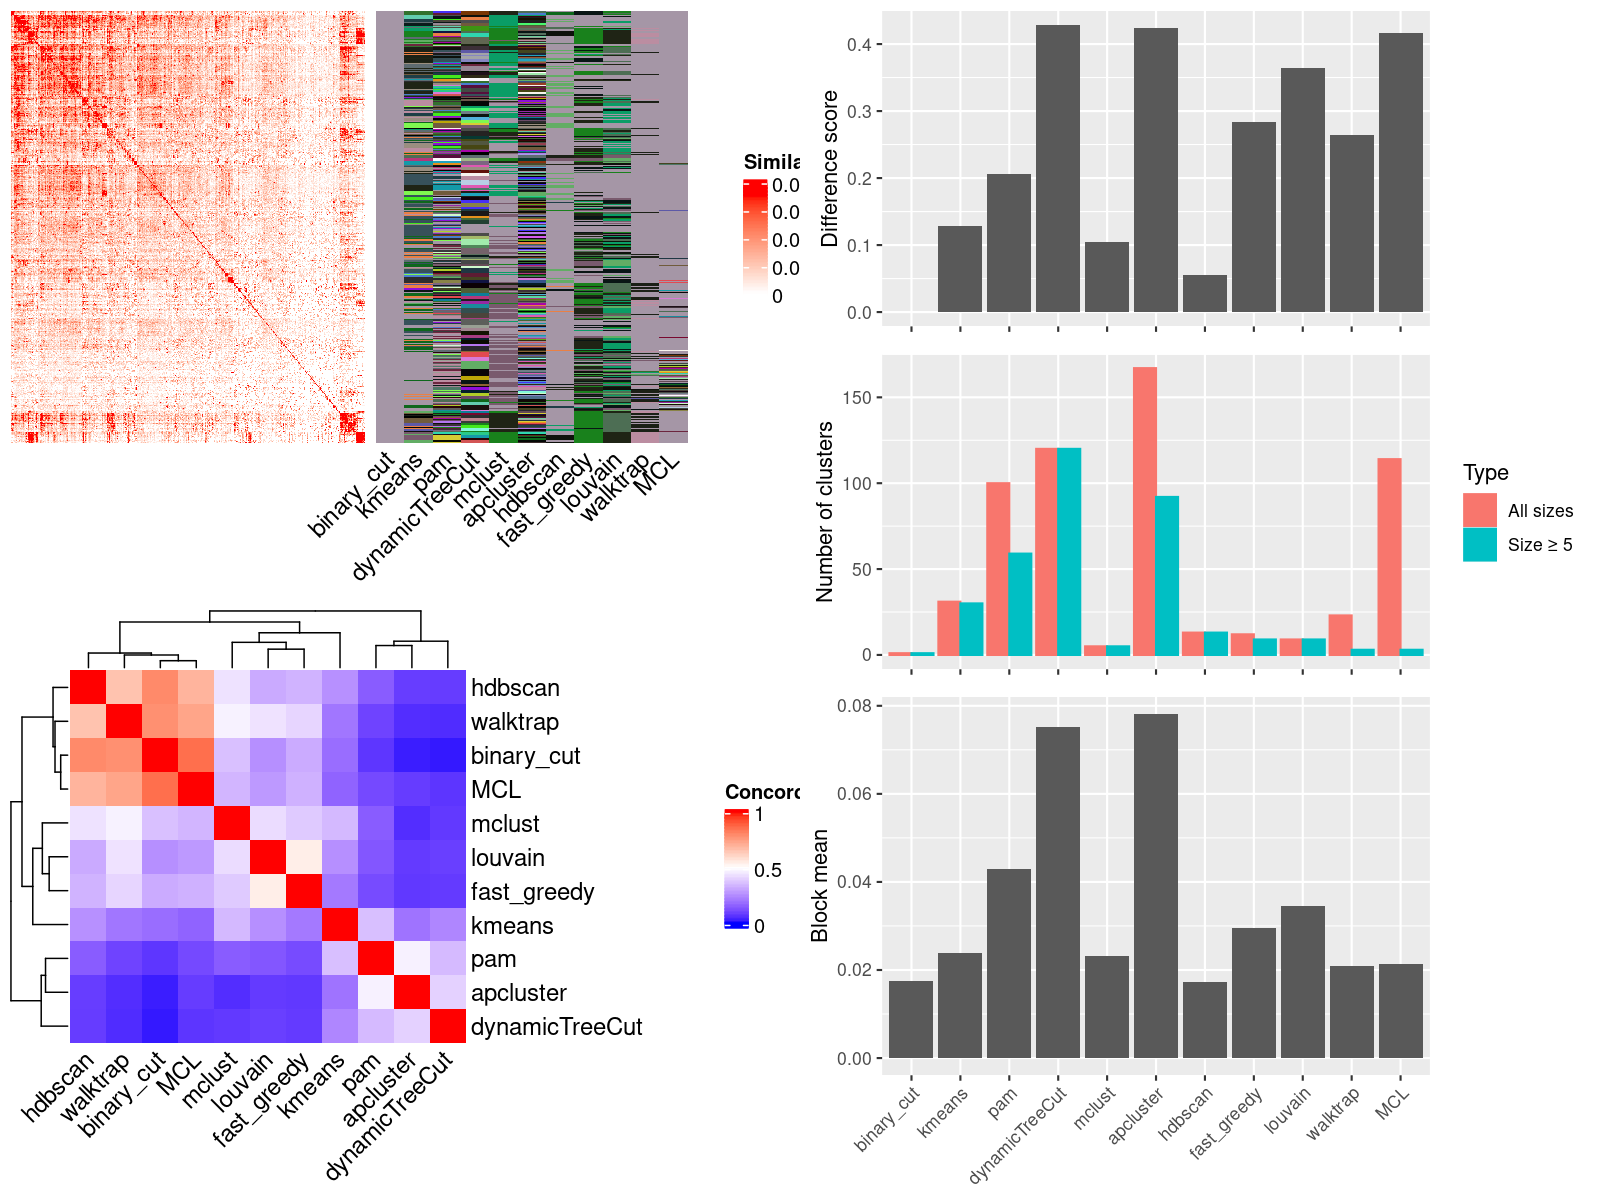 Simila
0.0
0.0
0.0
0.0
0
binary_cut
kmeans
pam
dynamicTreeCut
mclust
apcluster
hdbscan
fast_greedy
louvain
walktrap
MCL
hdbscan
walktrap
binary_cut
MCL
mclust
louvain
fast_greedy
kmeans
pam
apcluster
dynamicTreeCut
hdbscan
walktrap
binary_cut
MCL
mclust
louvain
fast_greedy
kmeans
pam
apcluster
dynamicTreeCut
Concord
1
0.5
0
Difference score
0.4
0.3
0.2
0.1
0.0
Number of clusters
150
100
50
0
Type
All sizes
Size ≥ 5
Block mean
0.08
0.06
0.04
0.02
0.00
binary_cut
kmeans
pam
dynamicTreeCut
mclust
apcluster
hdbscan
fast_greedy
louvain
walktrap
MCL